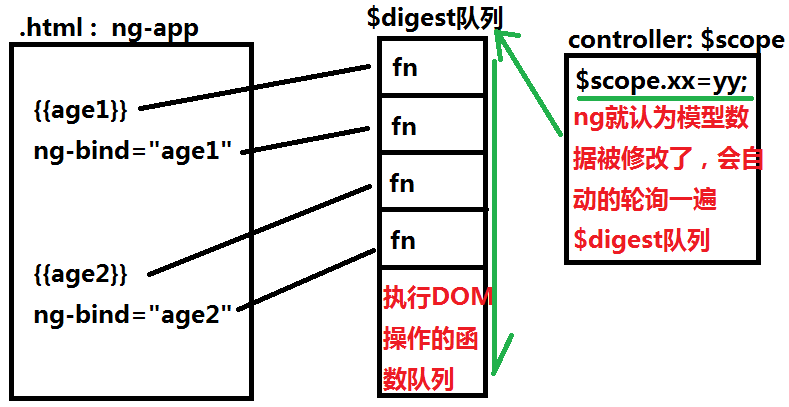 .html : ng-app
{{age1}}
ng-bind="age1"
{{age2}}
ng-bind="age2"
$digest队列
fn
fn
fn
fn
执行DOM
操作的函
数队列
controller: $scope
$scope.xx=yy;
ng就认为模型数
据被修改了，会自
动的轮询一遍
$digest队列